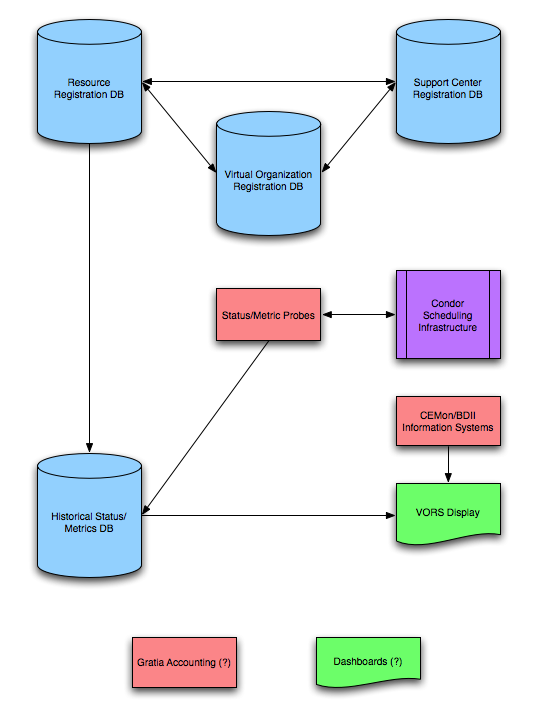 Resource
Registration DB
Support Center
Registration DB
Virtual Organization
Registration DB
Status/Metric Probes
Condor
Scheduling
Infrastructure
CEMon/BDII
Information Systems
Historical Status/
Metrics DB
VORS Display
Gratia Accounting (?)
Dashboards (?)